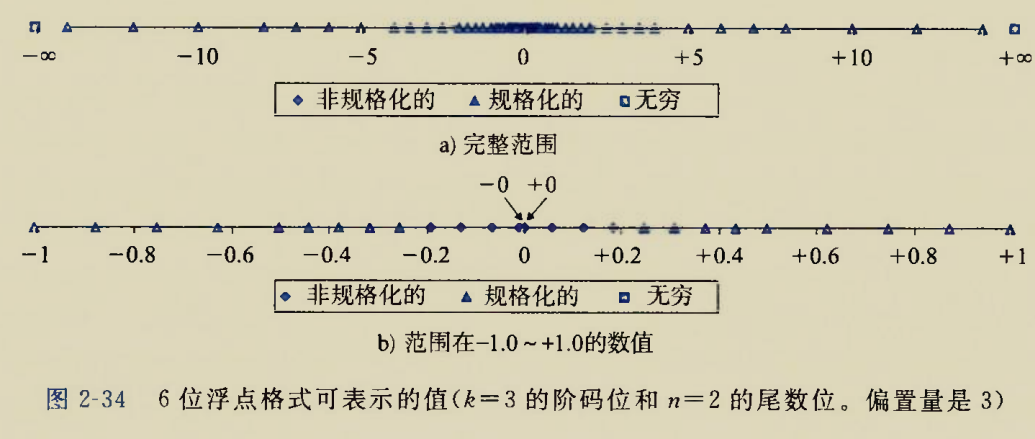 −∞ −10 −5 0 +5 +10 +∞
非规格化的 规格化的 无穷
a) 完整范围
−0 +0
−1 −0.8 −0.6 −0.4 −0.2 0 +0.2 +0.4 +0.6 +0.8 +1
非规格化的 规格化的 无穷
b) 范围在−1.0～+1.0的数值
图 2-34 6 位浮点格式可表示的值(k=3 的阶码位和 n=2 的尾数位。偏置量是 3)